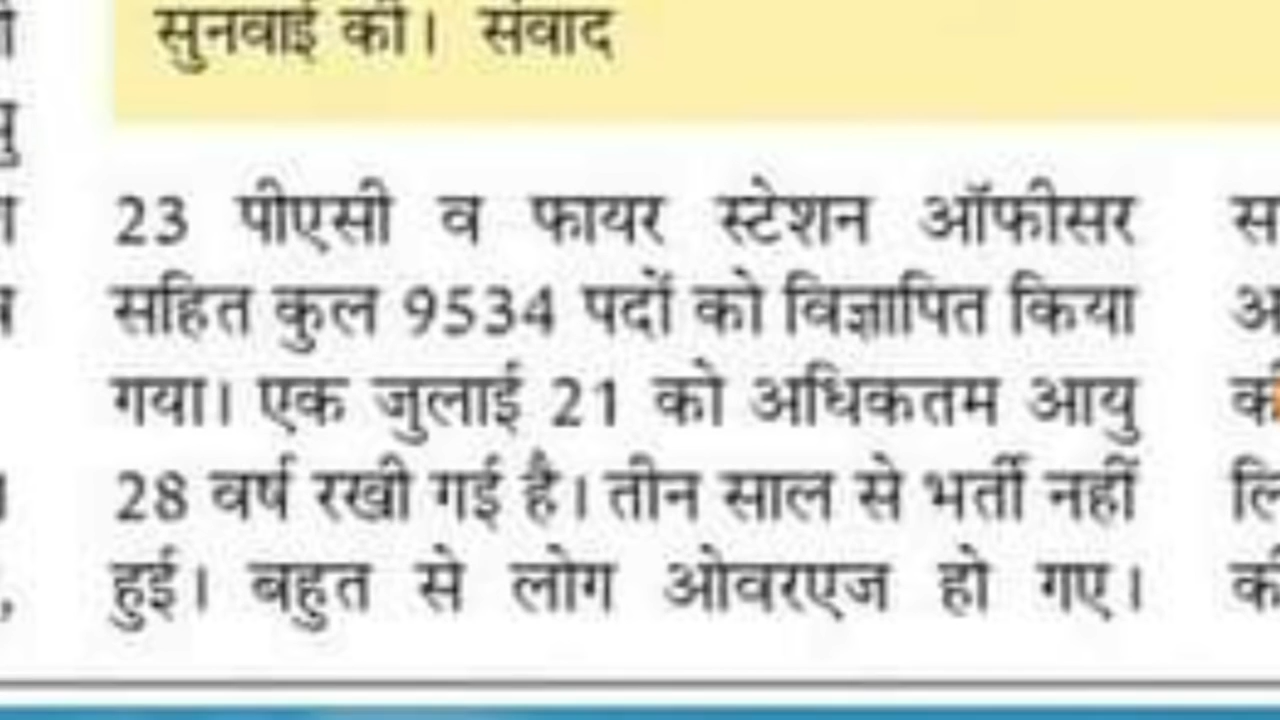 सुनवाई की। संवाद
23 पीएसी व फायर स्टेशन ऑफीसर
सहित कुल 9534 पदों को विज्ञापित किया
गया। एक जुलाई 21 को अधिकतम आयु
28 वर्ष रखी गई है। तीन साल से भर्ती नहीं
हुई। बहुत से लोग ओवरएज हो गए।